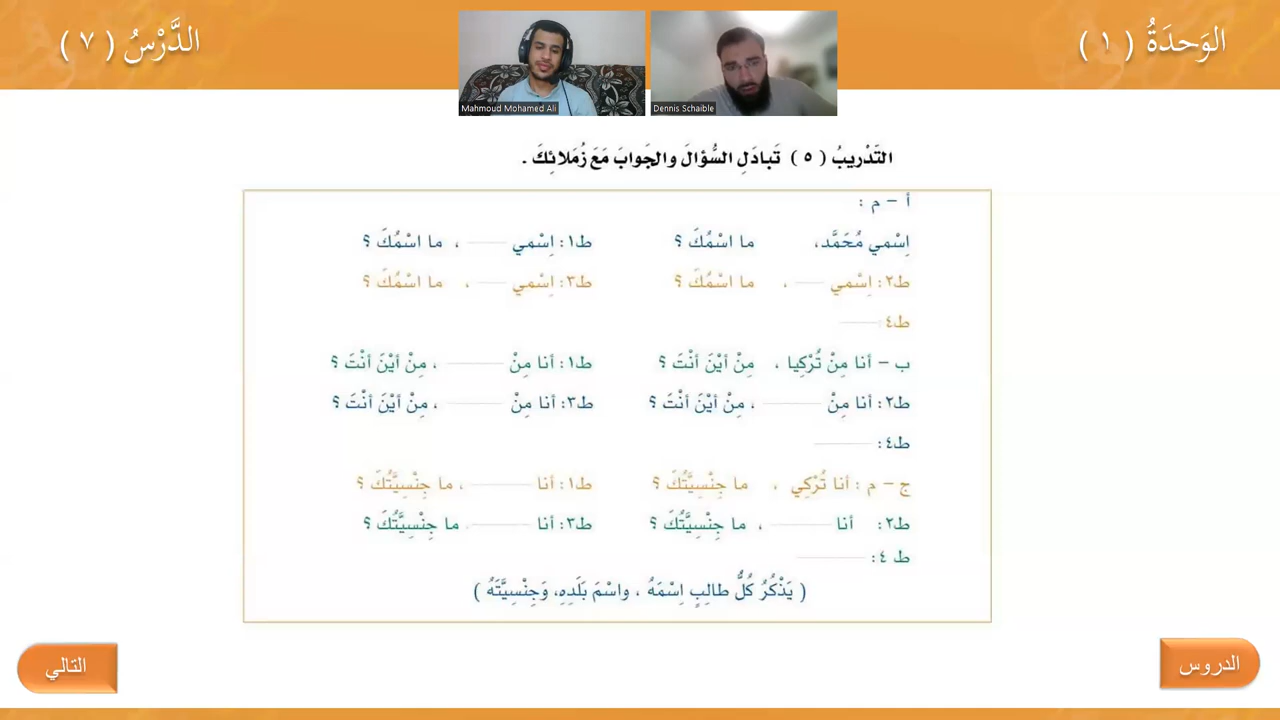 الوَحدَةُ ( ١ )
الدَّرْسُ ( ٧ )
Mahmoud Mohamed Ali
Dennis Schaible
التَدْريبُ ( ٥ ) تَبادَلِ السُّؤالَ والجَوابَ مَعَ زُمَلائِكَ .
أ – م :
اِسْمي مُحَمَّد، ما اسْمُكَ ؟ ط١: اِسْمي ، ما اسْمُكَ ؟
ط٢: اِسْمي ، ما اسْمُكَ ؟ ط٣: اِسْمي ، ما اسْمُكَ ؟
ط٤:
ب – أنا مِنْ تُرْكِيا ، مِنْ أيْنَ أنْتَ ؟ ط١: أنا مِنْ ، مِنْ أيْنَ أنْتَ ؟
ط٢: أنا مِنْ ، مِنْ أيْنَ أنْتَ ؟ ط٣: أنا مِنْ ، مِنْ أيْنَ أنْتَ ؟
ط٤:
ج – م : أنا تُرْكِي ، ما جِنْسِيَّتُكَ ؟ ط١: أنا ، ما جِنْسِيَّتُكَ ؟
ط٢: أنا ، ما جِنْسِيَّتُكَ ؟ ط٣: أنا ، ما جِنْسِيَّتُكَ ؟
ط ٤:
( يَذْكُرُ كُلُّ طالِبٍ اِسْمَهُ ، واسْمَ بَلَدِهِ، وَجِنْسِيَّتَهُ )
الدروس
التالي